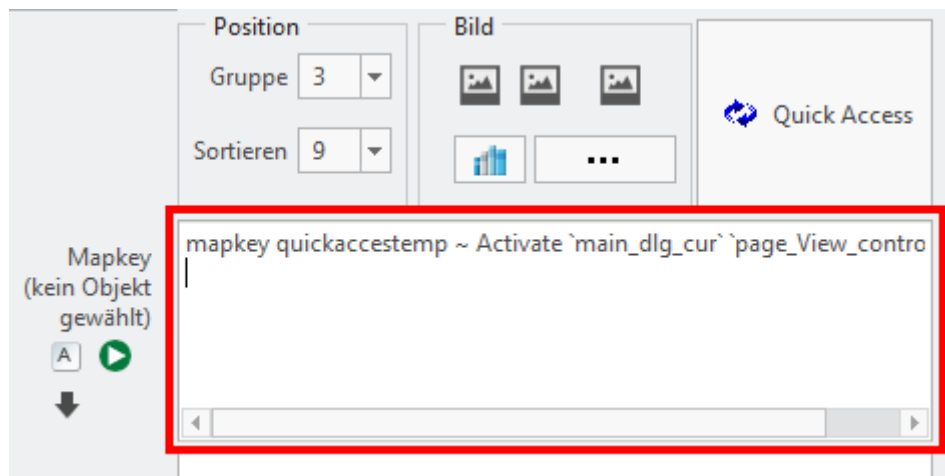 Position
Bild
Gruppe 3
Sortieren 9
...
Quick Access
Mapkey
(kein Objekt
gewählt)
A
mapkey quickaccestemp ~ Activate `main_dlg_cur` `page_View_contro